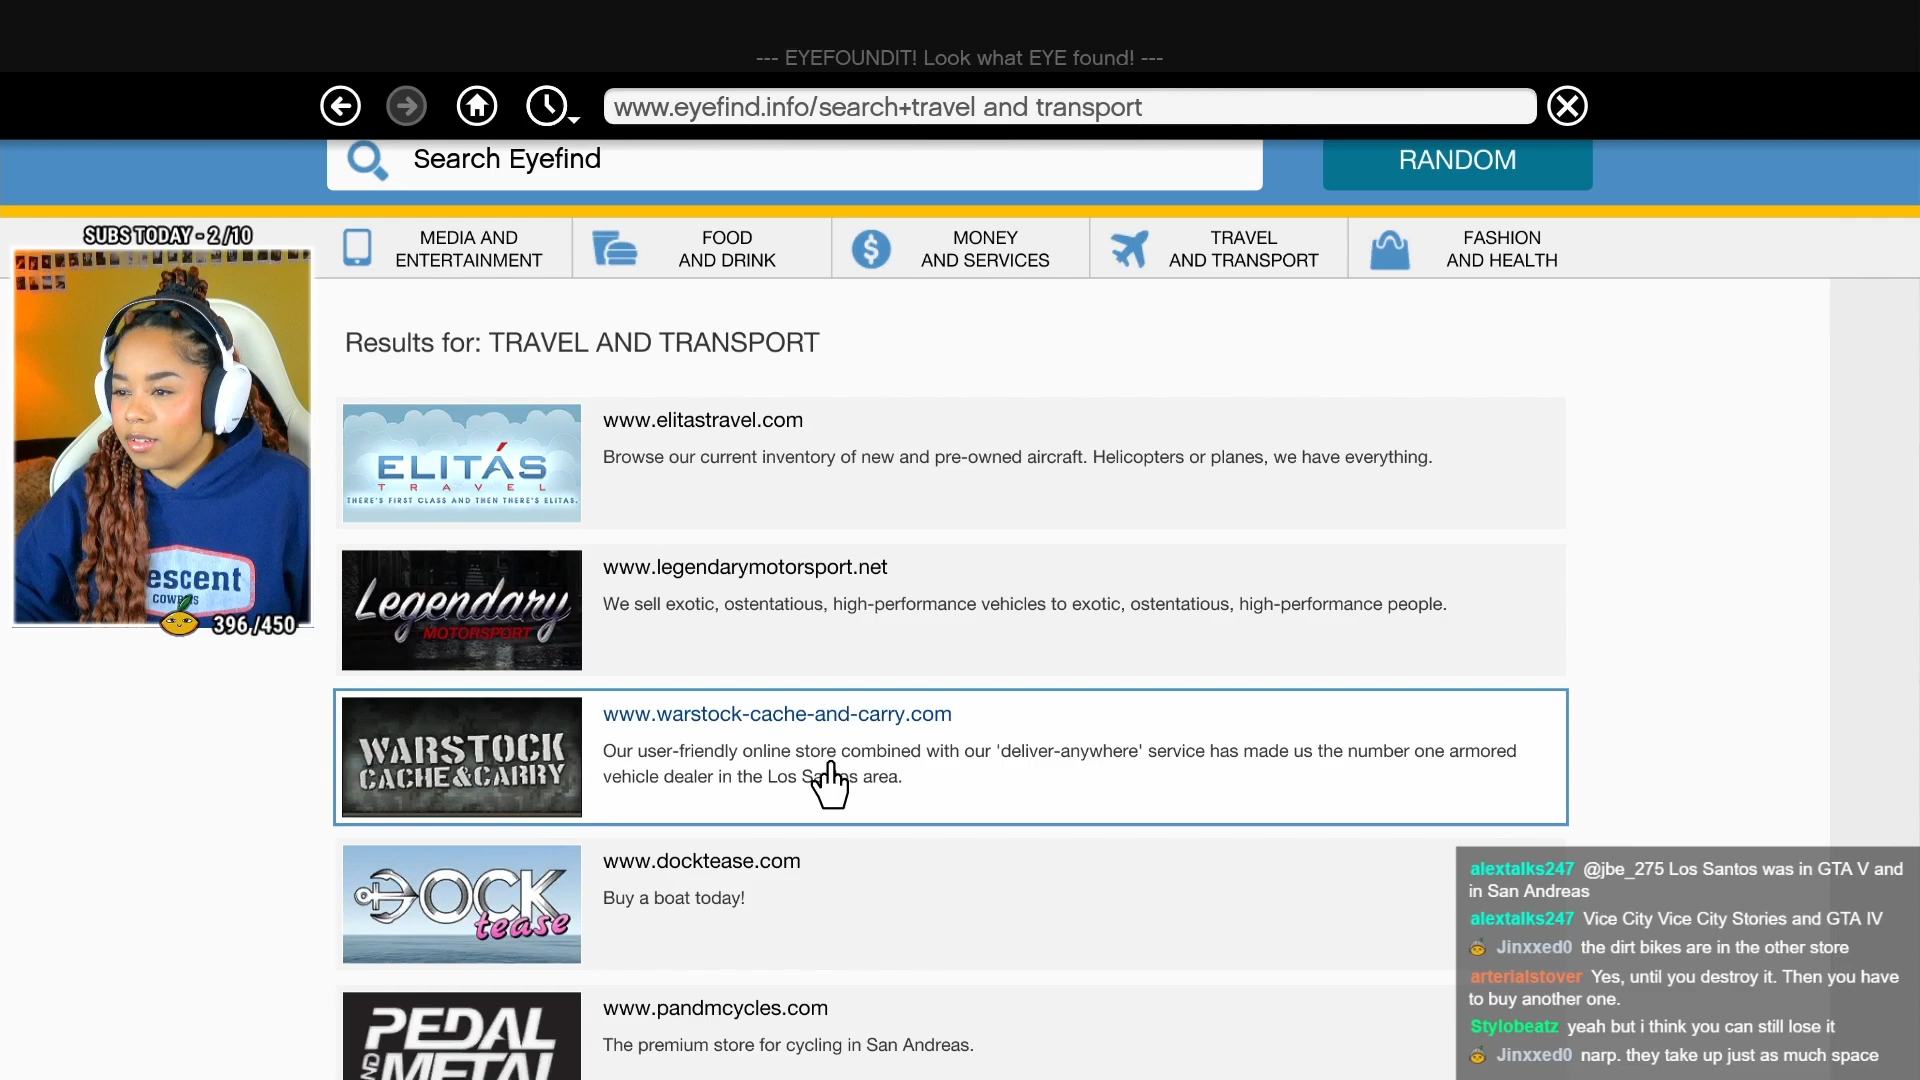 --- EYEFOUNDIT! Look what EYE found! ---
www.eyefind.info/search+travel and transport
Search Eyefind
RANDOM
MEDIA AND
ENTERTAINMENT
FOOD
AND DRINK
MONEY
AND SERVICES
TRAVEL
AND TRANSPORT
FASHION
AND HEALTH
SUBS TODAY - 2 /10
escent
396 /450
Results for: TRAVEL AND TRANSPORT
ELITÁS
TRAVEL
THERE'S FIRST CLASS AND THEN THERE'S ELITAS.
www.elitastravel.com
Browse our current inventory of new and pre-owned aircraft. Helicopters or planes, we have everything.
Legendary
MOTORSPORT
www.legendarymotorsport.net
We sell exotic, ostentatious, high-performance vehicles to exotic, ostentatious, high-performance people.
WARSTOCK
CACHE&CARRY
www.warstock-cache-and-carry.com
Our user-friendly online store combined with our 'deliver-anywhere' service has made us the number one armored
vehicle dealer in the Los area.
DOCK
tease
www.docktease.com
Buy a boat today!
PEDAL
AND
METAL
www.pandmcycles.com
The premium store for cycling in San Andreas.
alextalks247 @jbe_275 Los Santos was in GTA V and
in San Andreas
alextalks247 Vice City Vice City Stories and GTA IV
Jinxxed0 the dirt bikes are in the other store
arterialstover Yes, until you destroy it. Then you have
to buy another one.
Stylobeatz yeah but i think you can still lose it
Jinxxed0 narp. they take up just as much space